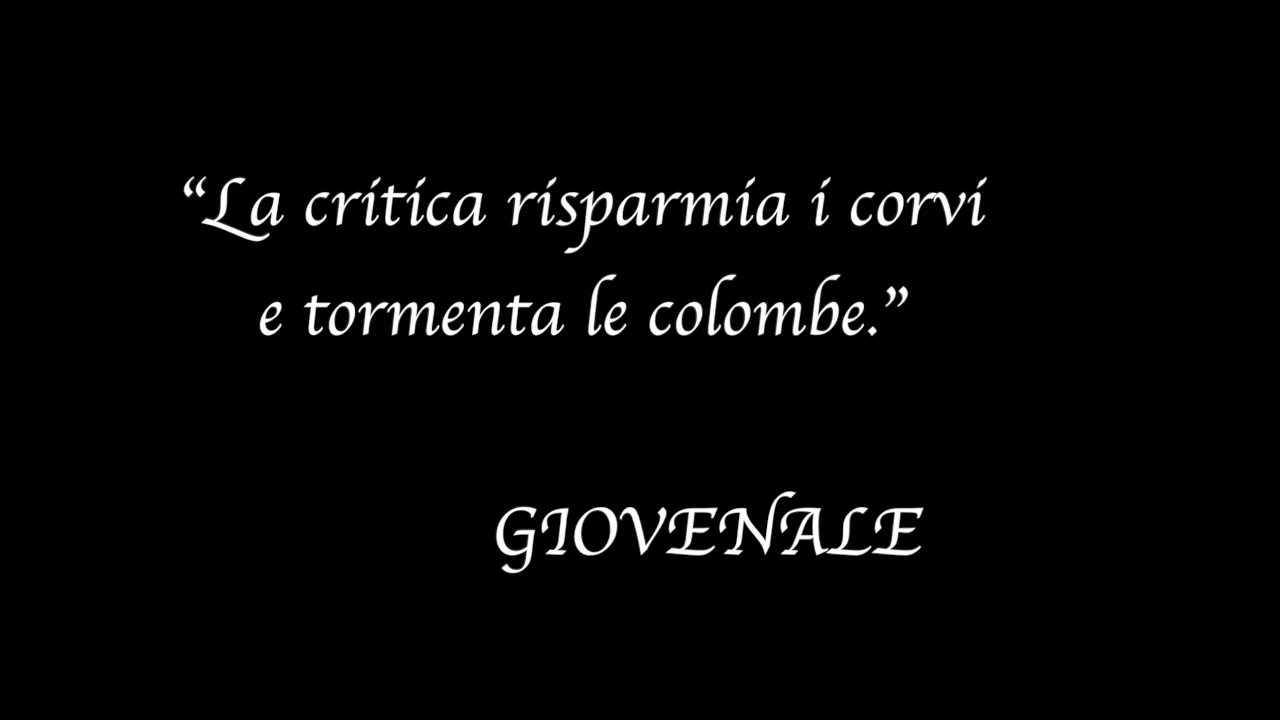 “La critica risparmia i corvi
e tormenta le colombe.”
GIOVENALE